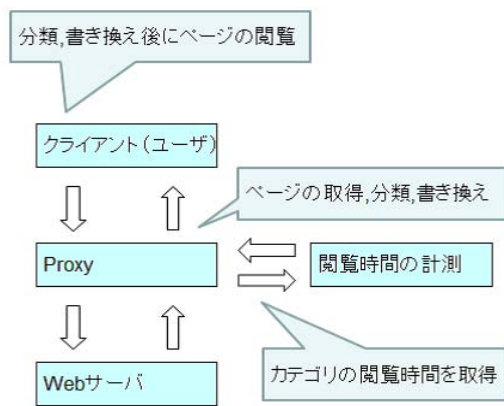 分類,書き換え後にページの閲覧
クライアント(ユーザ)
ページの取得,分類,書き換え
Proxy
閲覧時間の計測
カテゴリの閲覧時間を取得
Webサーバ